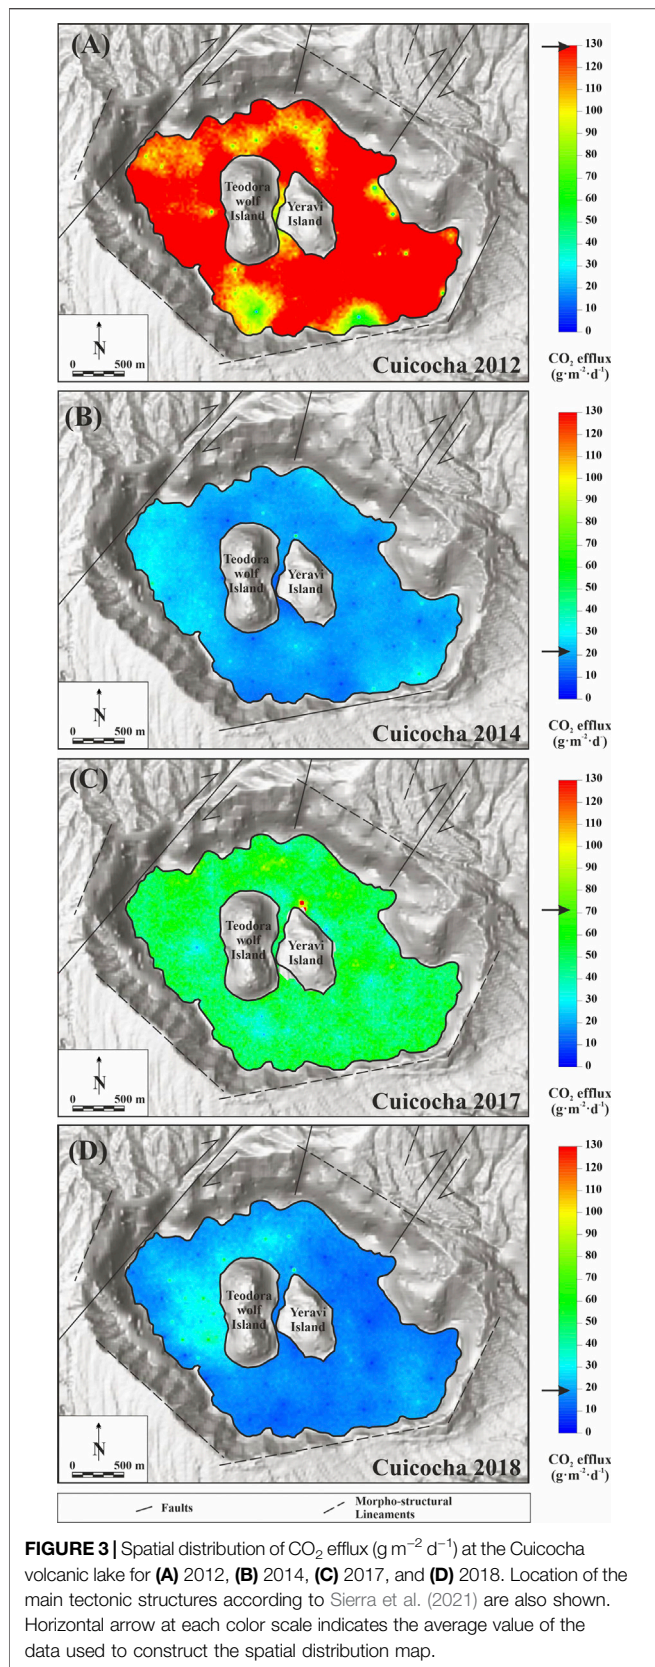 (A)
Teodora
wolf
Island
Yeravi
Island
N
0 500 m
Cuicocha 2012
130
120
110
100
90
80
70
60
50
40
30
20
10
0
CO₂ efflux
(g·m⁻²·d⁻¹)
(B)
Teodora
wolf
Island
Yeravi
Island
N
0 500 m
Cuicocha 2014
130
120
110
100
90
80
70
60
50
40
30
20
10
0
CO₂ efflux
(g·m⁻²·d)
(C)
Teodora
wolf
Island
Yeravi
Island
N
0 500 m
Cuicocha 2017
130
120
110
100
90
80
70
60
50
40
30
20
10
0
CO₂ efflux
(g·m⁻²·d⁻¹)
(D)
Teodora
wolf
Island
Yeravi
Island
N
0 500 m
Cuicocha 2018
130
120
110
100
90
80
70
60
50
40
30
20
10
0
CO₂ efflux
(g·m⁻²·d⁻¹)
Faults
Morpho-structural
Lineaments
FIGURE 3 | Spatial distribution of CO₂ efflux (g m⁻² d⁻¹) at the Cuicocha
volcanic lake for (A) 2012, (B) 2014, (C) 2017, and (D) 2018. Location of the
main tectonic structures according to Sierra et al. (2021) are also shown.
Horizontal arrow at each color scale indicates the average value of the
data used to construct the spatial distribution map.